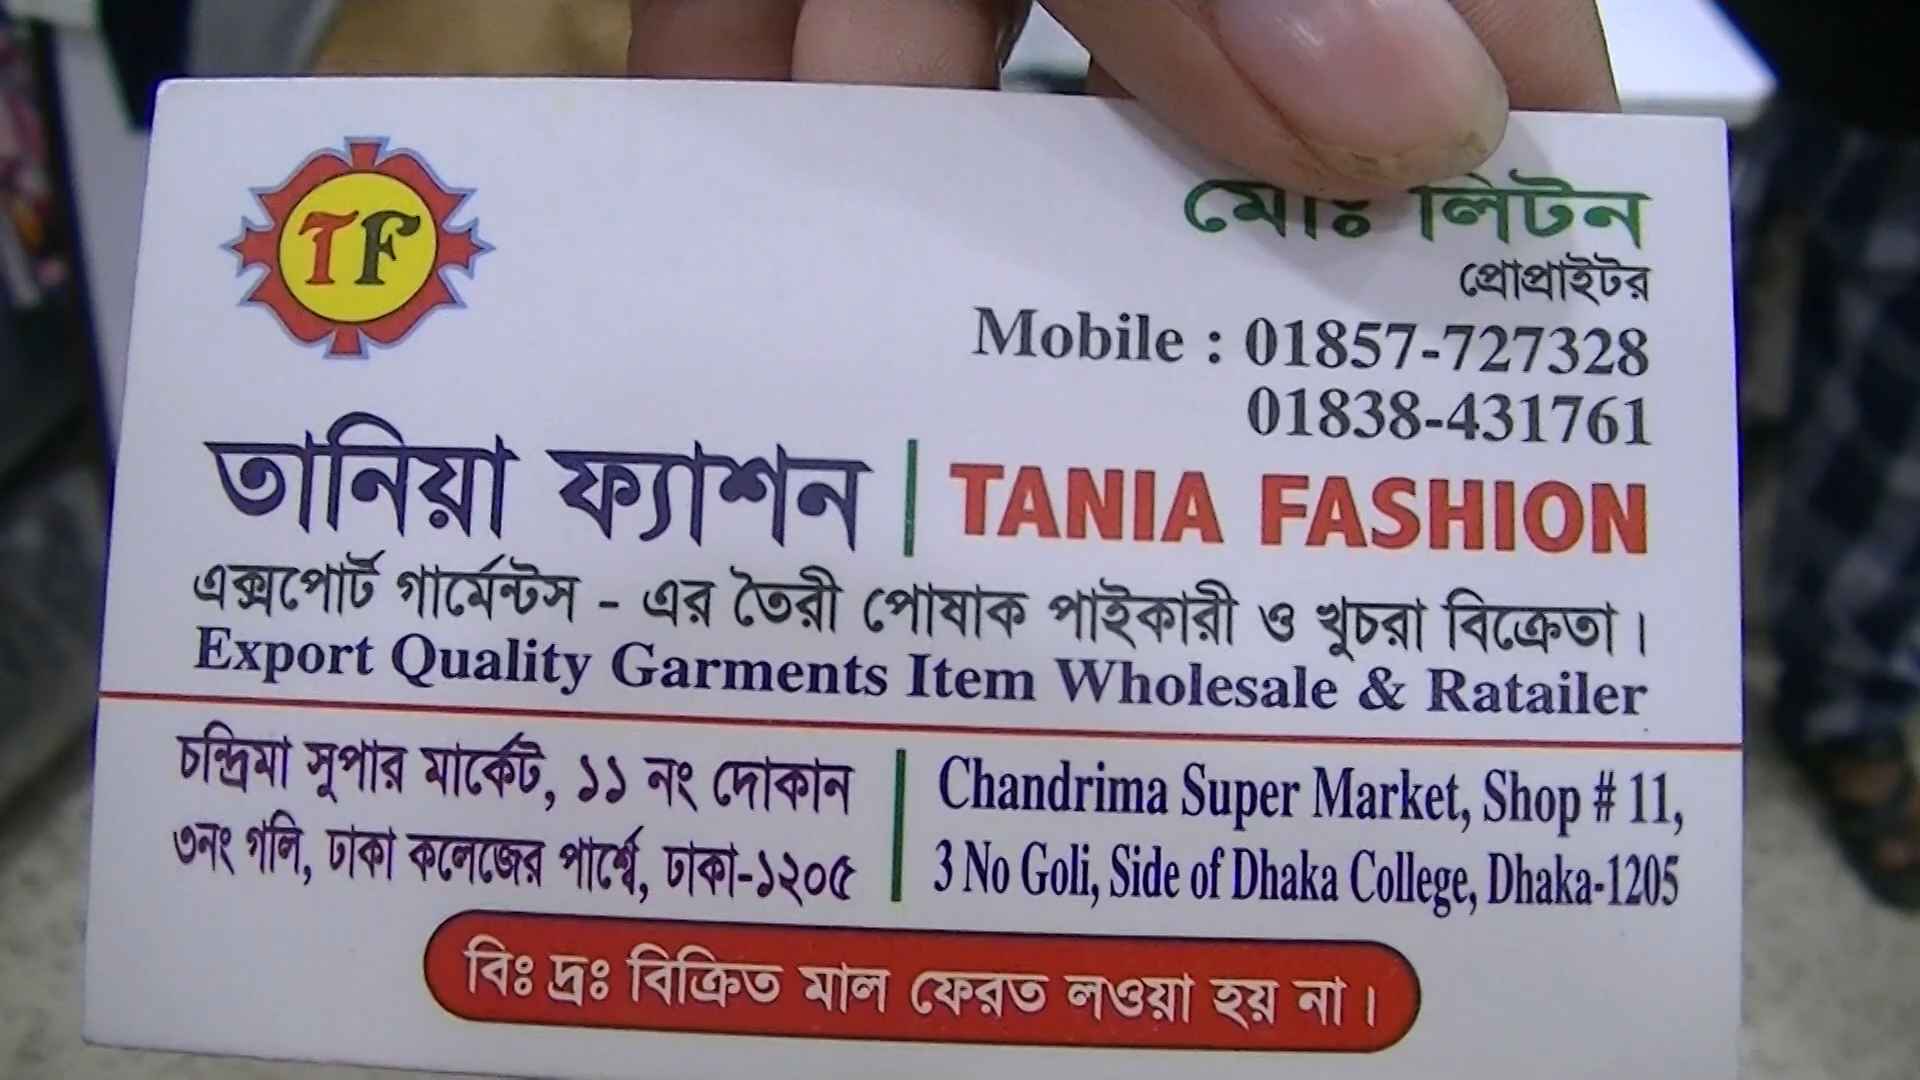 TF
মোঃ লিটন
প্রোপ্রাইটর
Mobile : 01857-727328
01838-431761
তানিয়া ফ্যাশন | TANIA FASHION
এক্সপোর্ট গার্মেন্টস - এর তৈরী পোষাক পাইকারী ও খুচরা বিক্রেতা।
Export Quality Garments Item Wholesale & Ratailer
চন্দ্রিমা সুপার মার্কেট, ১১ নং দোকান
৩নং গলি, ঢাকা কলেজের পার্শ্বে, ঢাকা-১২০৫
Chandrima Super Market, Shop # 11,
3 No Goli, Side of Dhaka College, Dhaka-1205
বিঃ দ্রঃ বিক্রিত মাল ফেরত লওয়া হয় না।